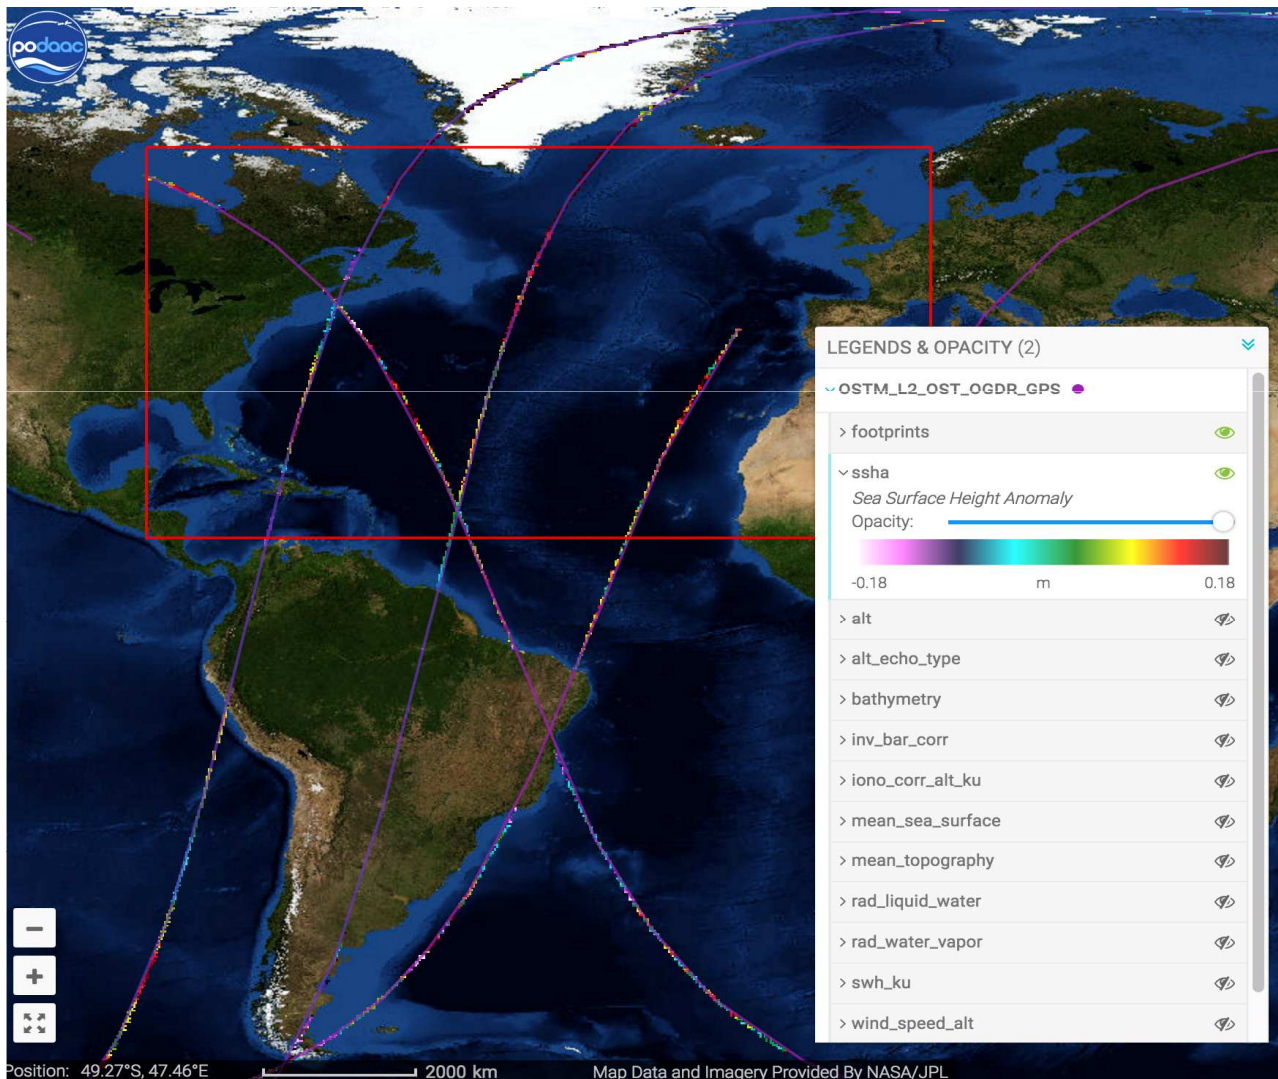 podaac
LEGENDS & OPACITY (2)
OSTM_L2_OST_OGDR_GPS
footprints
ssha
Sea Surface Height Anomaly
Opacity:
-0.18 m 0.18
alt
alt_echo_type
bathymetry
inv_bar_corr
iono_corr_alt_ku
mean_sea_surface
mean_topography
rad_liquid_water
rad_water_vapor
swh_ku
wind_speed_alt
Position: 49.27°S, 47.46°E 2000 km Map Data and Imagery Provided By NASA/JPL